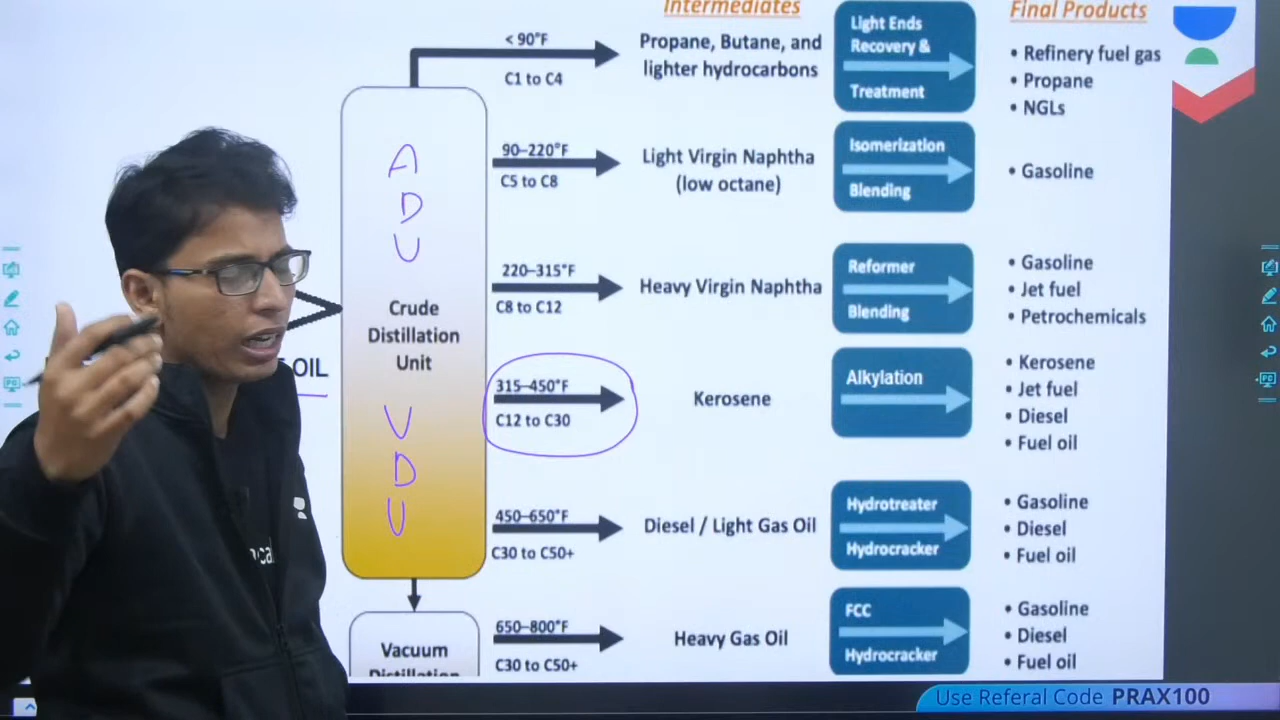 Intermediates
Final Products
< 90°F
C1 to C4
Propane, Butane, and
lighter hydrocarbons
Light Ends
Recovery &
Treatment
• Refinery fuel gas
• Propane
• NGLs
90–220°F
C5 to C8
Light Virgin Naphtha
(low octane)
Isomerization
Blending
• Gasoline
220–315°F
C8 to C12
Heavy Virgin Naphtha
Reformer
Blending
• Gasoline
• Jet fuel
• Petrochemicals
A
D
U
Crude
Distillation
Unit
V
D
U
OIL
315–450°F
C12 to C30
Kerosene
Alkylation
• Kerosene
• Jet fuel
• Diesel
• Fuel oil
450–650°F
C30 to C50+
Diesel / Light Gas Oil
Hydrotreater
Hydrocracker
• Gasoline
• Diesel
• Fuel oil
Vacuum
Distillation
650–800°F
C30 to C50+
Heavy Gas Oil
FCC
Hydrocracker
• Gasoline
• Diesel
• Fuel oil
Use Referal Code PRAX100